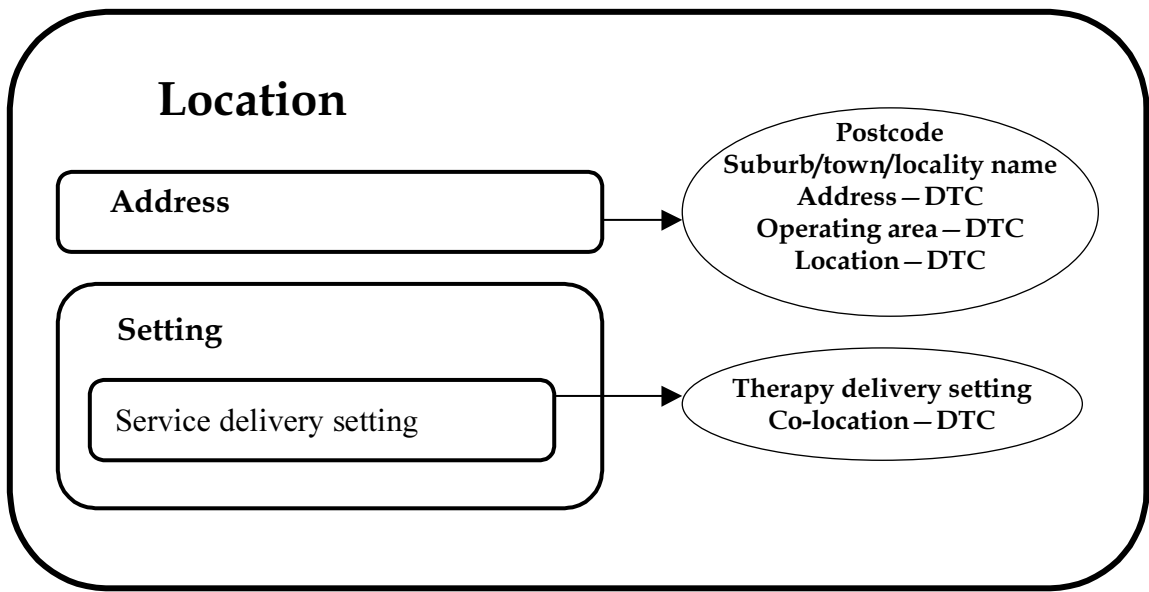 Location
Address
Postcode
Suburb/town/locality name
Address—DTC
Operating area—DTC
Location—DTC
Setting
Service delivery setting
Therapy delivery setting
Co-location—DTC